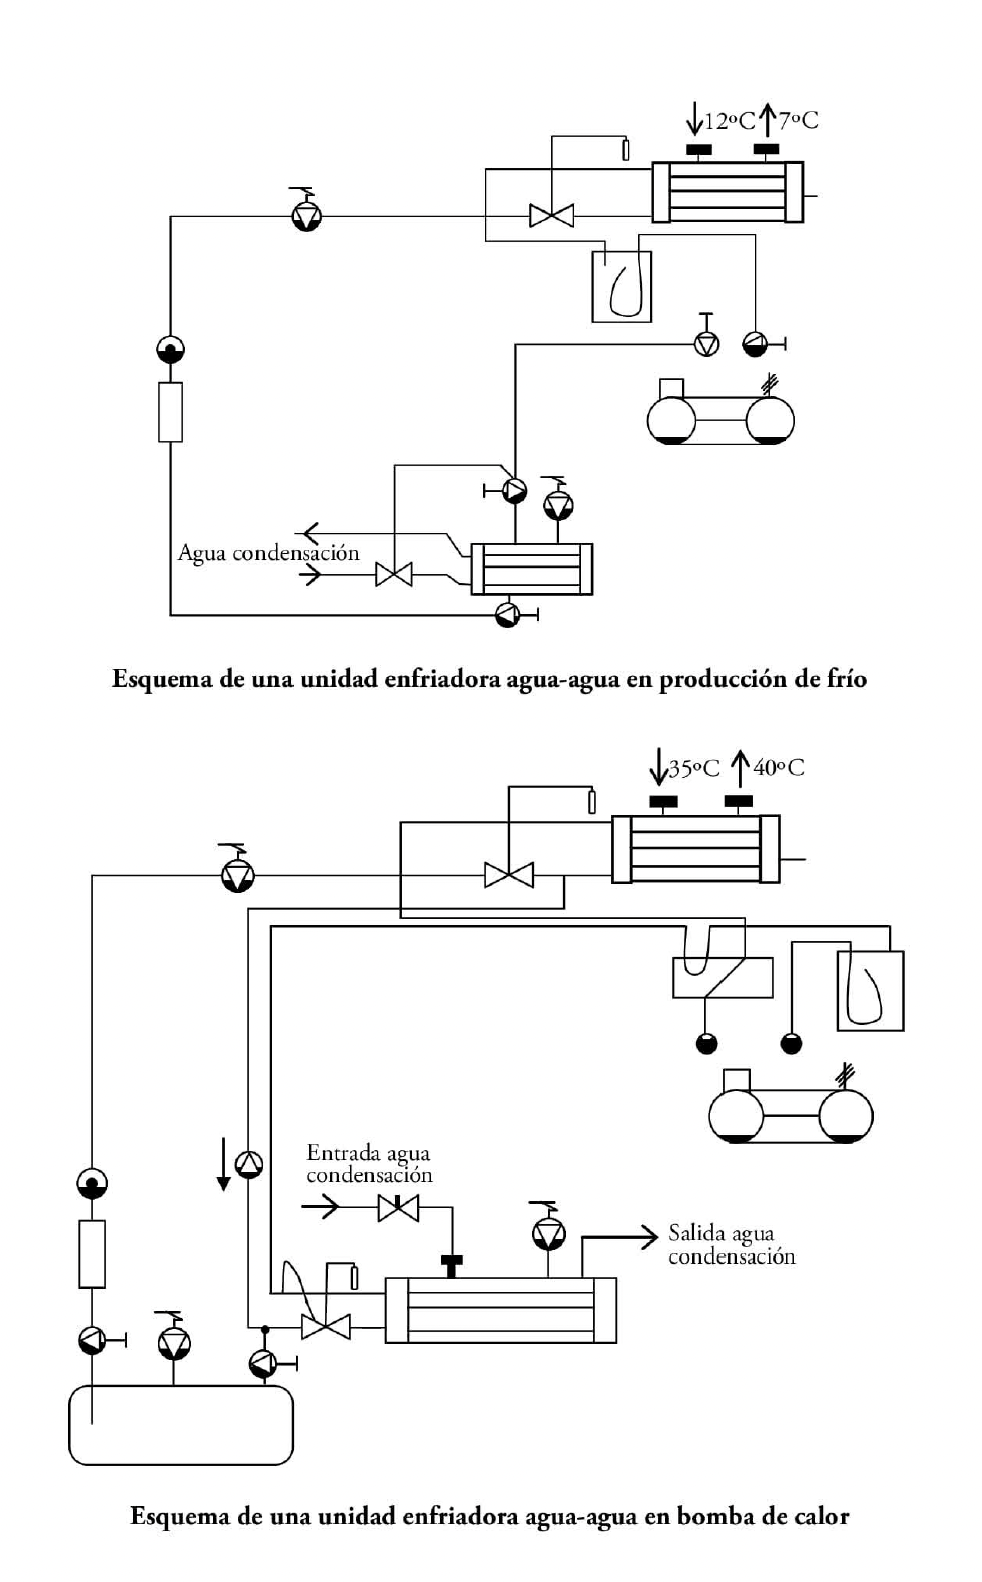 12ºC 7ºC
Agua condensación
Esquema de una unidad enfriadora agua-agua en producción de frío
35ºC 40ºC
Entrada agua
condensación
Salida agua
condensación
Esquema de una unidad enfriadora agua-agua en bomba de calor